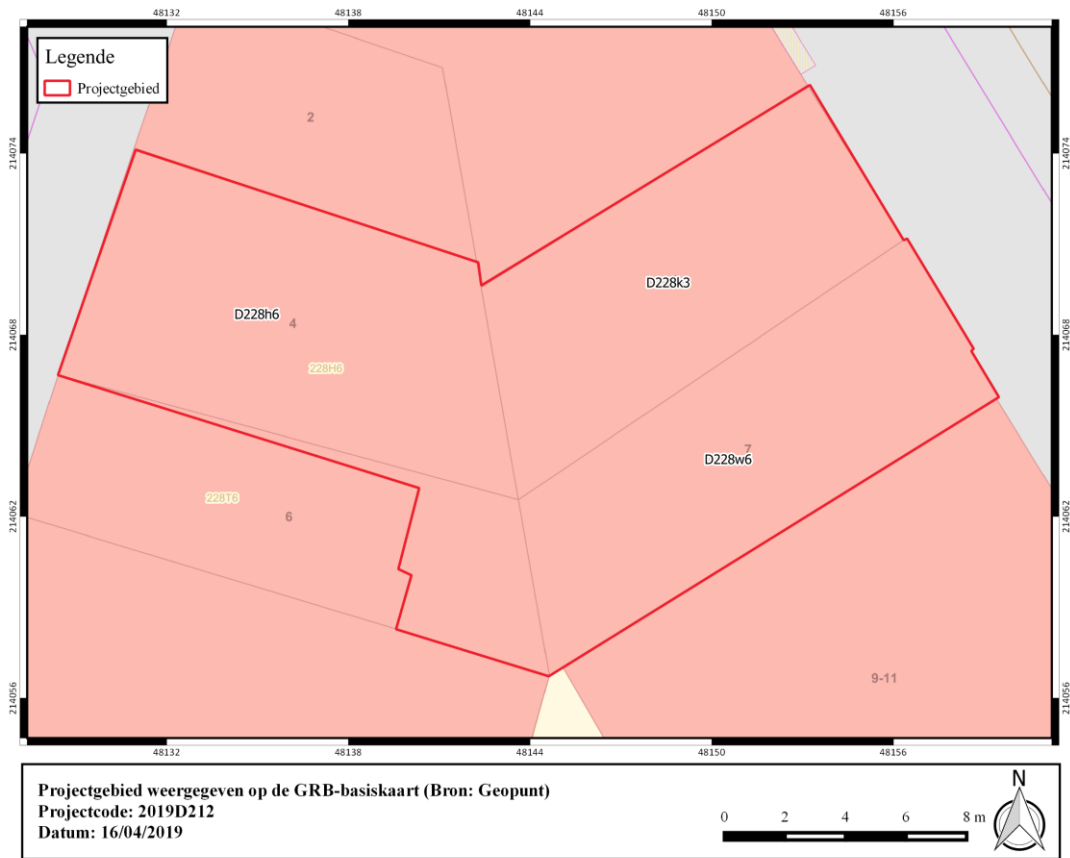 48132 48138 48144 48150 48156
Legende
Projectgebied
2
214074 214074
D228k3
D228h6
4
214068 214068
228H6
7
D228w6
228T6
6
214062 214062
9-11
214056 214056
48132 48138 48144 48150 48156
Projectgebied weergegeven op de GRB-basiskaart (Bron: Geopunt)
Projectcode: 2019D212
Datum: 16/04/2019
0 2 4 6 8 m
N